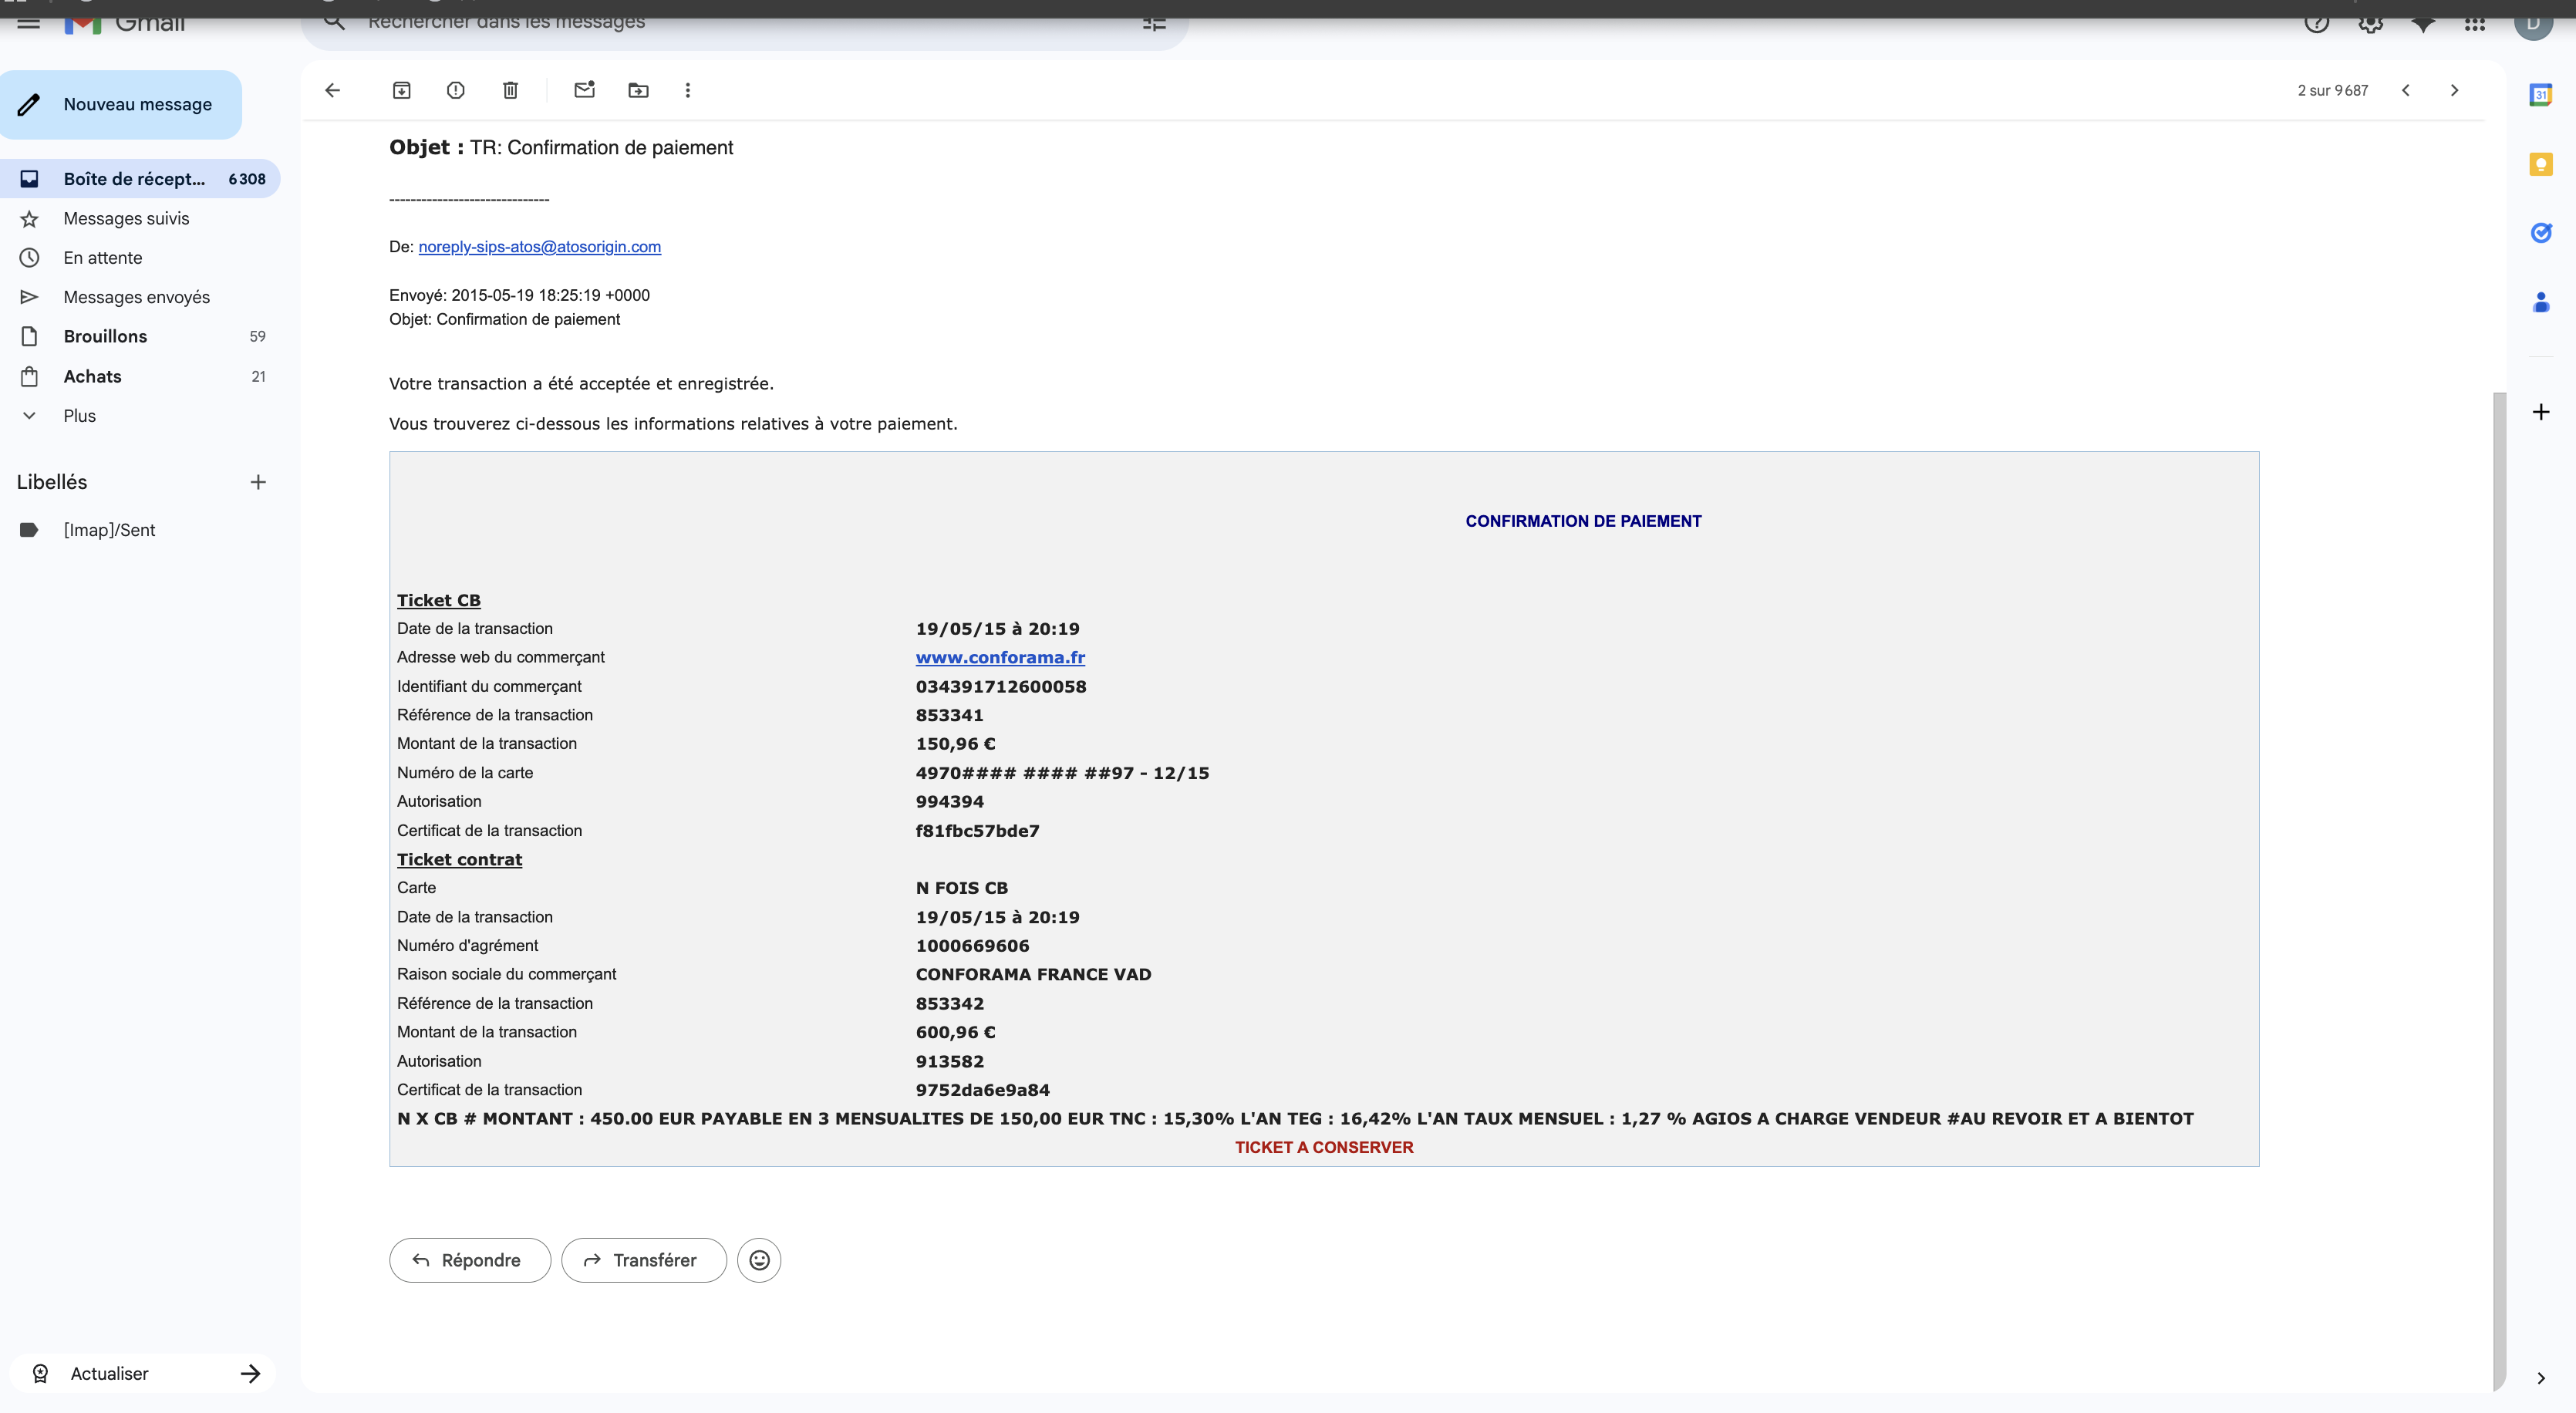 Gmail
Rechercher dans les messages
D
Nouveau message
2 sur 9 687
31
Boîte de récept... 6 308
Messages suivis
En attente
Messages envoyés
Brouillons 59
Achats 21
Plus
Libellés
[Imap]/Sent
Objet : TR: Confirmation de paiement
------------------------------
De: noreply-sips-atos@atosorigin.com
Envoyé: 2015-05-19 18:25:19 +0000
Objet: Confirmation de paiement
Votre transaction a été acceptée et enregistrée.
Vous trouverez ci-dessous les informations relatives à votre paiement.
CONFIRMATION DE PAIEMENT
Ticket CB
Date de la transaction 19/05/15 à 20:19
Adresse web du commerçant www.conforama.fr
Identifiant du commerçant 034391712600058
Référence de la transaction 853341
Montant de la transaction 150,96 €
Numéro de la carte 4970#### #### ##97 - 12/15
Autorisation 994394
Certificat de la transaction f81fbc57bde7
Ticket contrat
Carte N FOIS CB
Date de la transaction 19/05/15 à 20:19
Numéro d'agrément 1000669606
Raison sociale du commerçant CONFORAMA FRANCE VAD
Référence de la transaction 853342
Montant de la transaction 600,96 €
Autorisation 913582
Certificat de la transaction 9752da6e9a84
N X CB # MONTANT : 450.00 EUR PAYABLE EN 3 MENSUALITES DE 150,00 EUR TNC : 15,30% L'AN TEG : 16,42% L'AN TAUX MENSUEL : 1,27 % AGIOS A CHARGE VENDEUR #AU REVOIR ET A BIENTOT
TICKET A CONSERVER
Répondre
Transférer
Actualiser